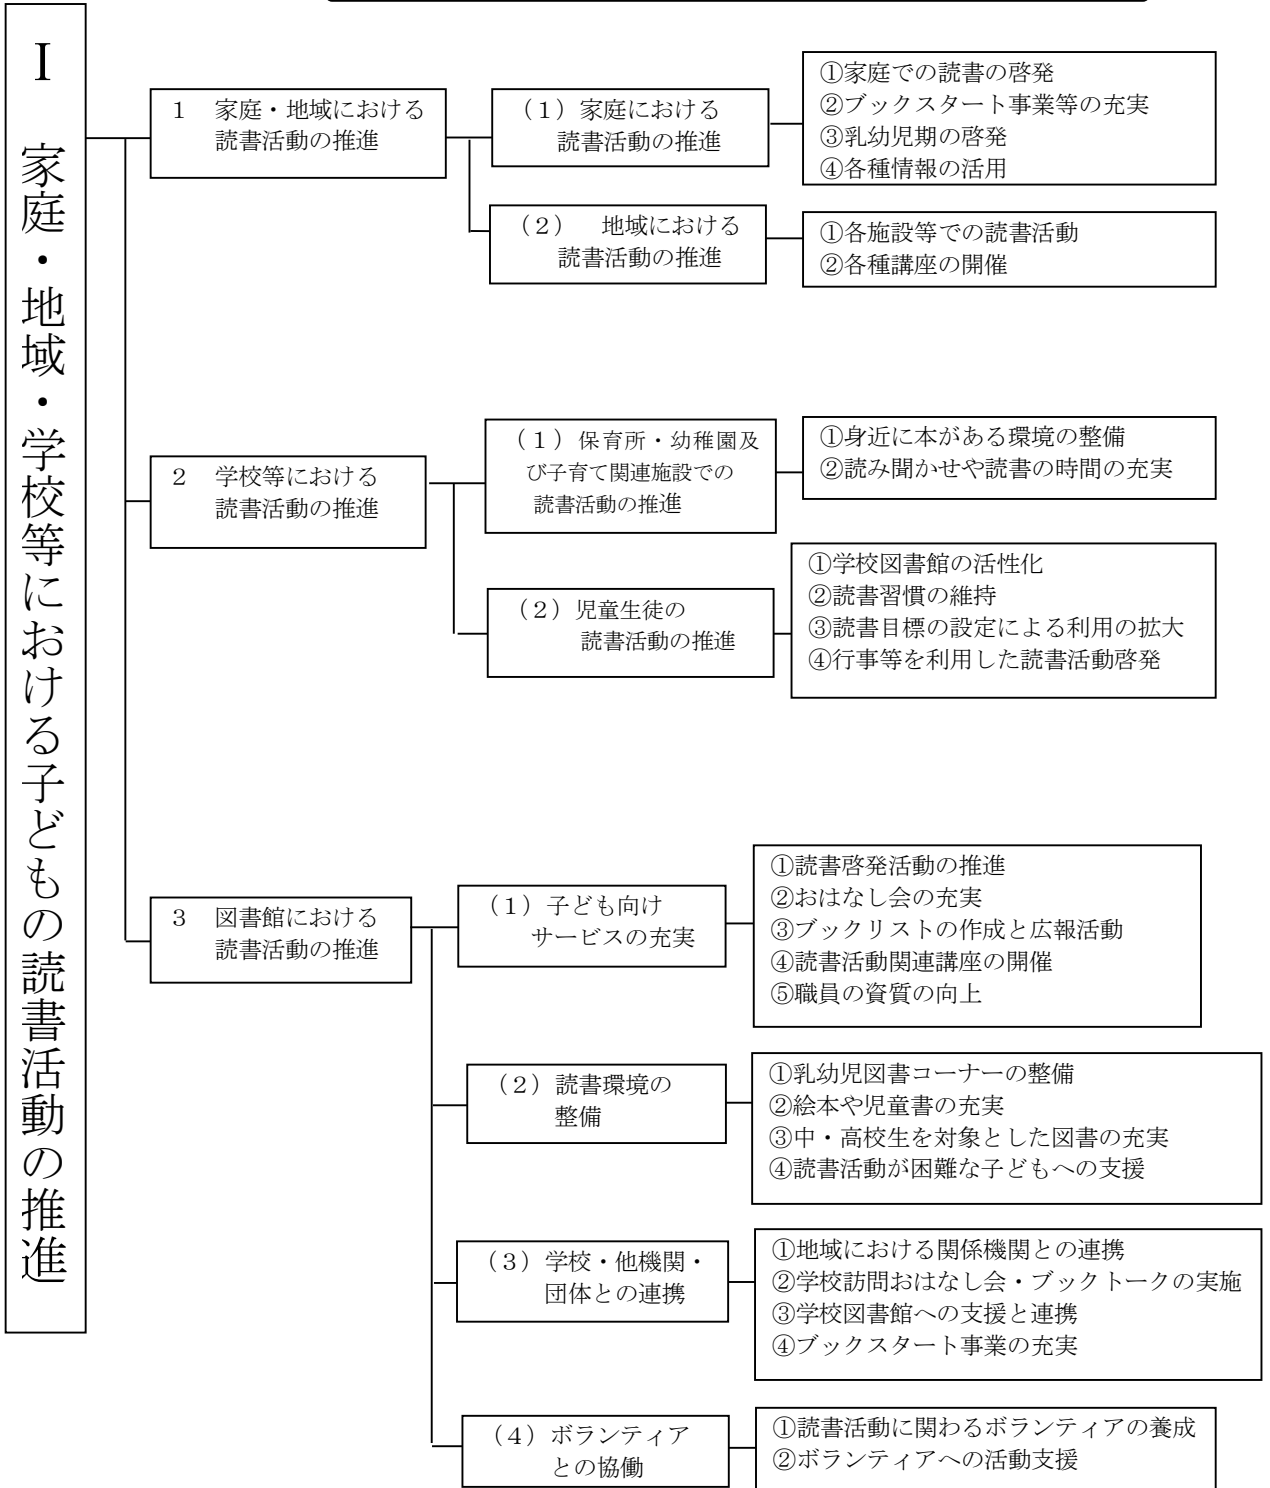 Ⅰ　家庭・地域・学校等における子どもの読書活動の推進
1　家庭・地域における
読書活動の推進
（1）家庭における
読書活動の推進
①家庭での読書の啓発
②ブックスタート事業等の充実
③乳幼児期の啓発
④各種情報の活用
（2）　地域における
読書活動の推進
①各施設等での読書活動
②各種講座の開催
2　学校等における
読書活動の推進
（1）保育所・幼稚園及
び子育て関連施設での
読書活動の推進
①身近に本がある環境の整備
②読み聞かせや読書の時間の充実
（2）児童生徒の
読書活動の推進
①学校図書館の活性化
②読書習慣の維持
③読書目標の設定による利用の拡大
④行事等を利用した読書活動啓発
3　図書館における
読書活動の推進
（1）子ども向け
サービスの充実
①読書啓発活動の推進
②おはなし会の充実
③ブックリストの作成と広報活動
④読書活動関連講座の開催
⑤職員の資質の向上
（2）読書環境の
整備
①乳幼児図書コーナーの整備
②絵本や児童書の充実
③中・高校生を対象とした図書の充実
④読書活動が困難な子どもへの支援
（3）学校・他機関・
団体との連携
①地域における関係機関との連携
②学校訪問おはなし会・ブックトークの実施
③学校図書館への支援と連携
④ブックスタート事業の充実
（4）ボランティア
との協働
①読書活動に関わるボランティアの養成
②ボランティアへの活動支援